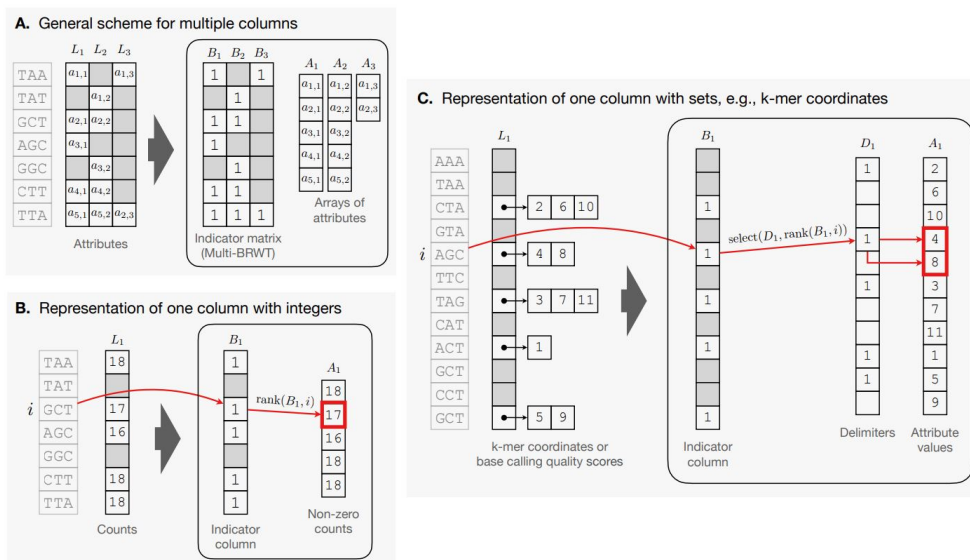 A. General scheme for multiple columns
L1 L2 L3
B1 B2 B3
A1 A2 A3
TAA a1,1 a1,3 1 1 a1,1 a1,2 a1,3
TAT a1,2 1 a2,1 a2,2 a2,3
GCT a2,1 a2,2 1 1 a3,1 a3,2
AGC a3,1 1 a4,1 a4,2
GGC a3,2 1 a5,1 a5,2
CTT a4,1 a4,2 1 1
TTA a5,1 a5,2 a2,3 1 1 1
Attributes
Indicator matrix
(Multi-BRWT)
Arrays of
attributes
B. Representation of one column with integers
L1 B1 A1
TAA 18 1 18
TAT
i GCT 17 1 rank(B1, i) 17
AGC 16 1 16
GGC 18
CTT 18 1 18
TTA 18 1
Counts
Indicator
column
Non-zero
counts
C. Representation of one column with sets, e.g., k-mer coordinates
L1 B1 D1 A1
AAA 1 2
TAA 6
CTA 2 6 10 1 10
GTA select(D1, rank(B1, i)) 1 4
i AGC 4 8 1 8
TTC 1 3
TAG 3 7 11 1 7
CAT 11
ACT 1 1 1 1
GCT 1 5
CCT 9
GCT 5 9 1
k-mer coordinates or
base calling quality scores
Indicator
column
Delimiters
Attribute
values